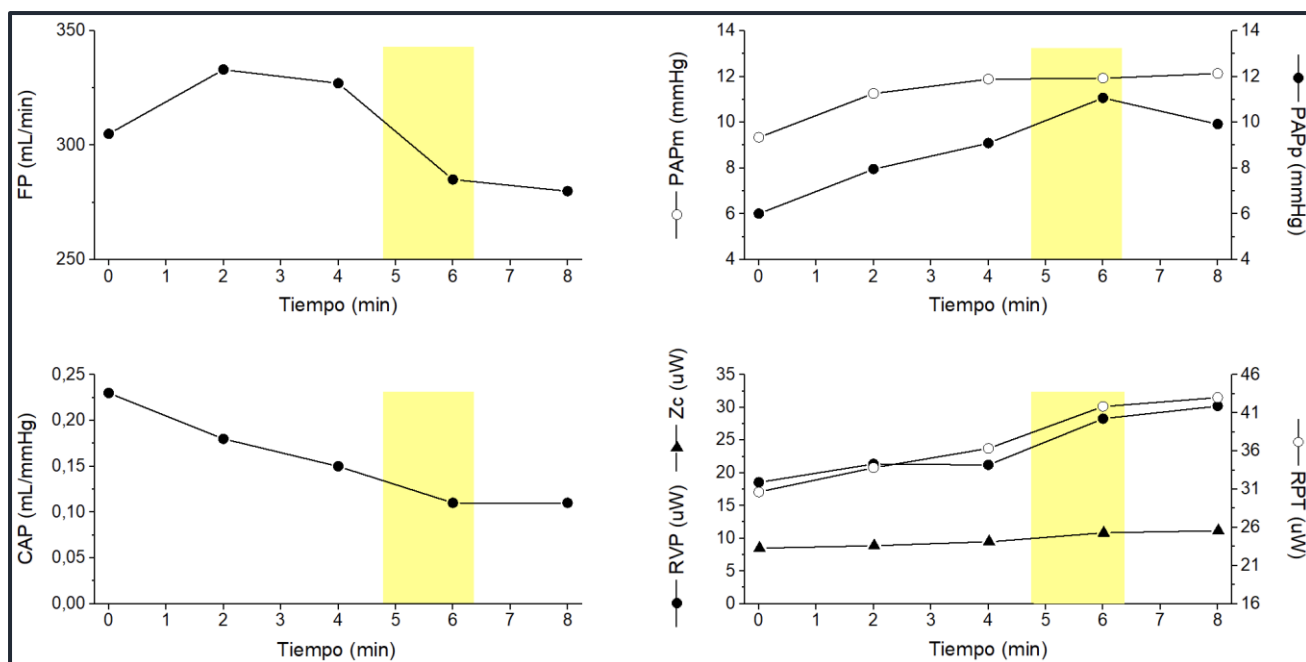 350
300
250
FP (mL/min)
0 1 2 3 4 5 6 7 8
Tiempo (min)
14
12
10
8
6
4
PAPm (mmHg)
14
12
10
8
6
4
PAPp (mmHg)
0 1 2 3 4 5 6 7 8
Tiempo (min)
0,25
0,20
0,15
0,10
0,05
0,00
CAP (mL/mmHg)
0 1 2 3 4 5 6 7 8
Tiempo (min)
35
30
25
20
15
10
5
0
RVP (uW)
Zc (uW)
46
41
36
31
26
21
16
RPT (uW)
0 1 2 3 4 5 6 7 8
Tiempo (min)